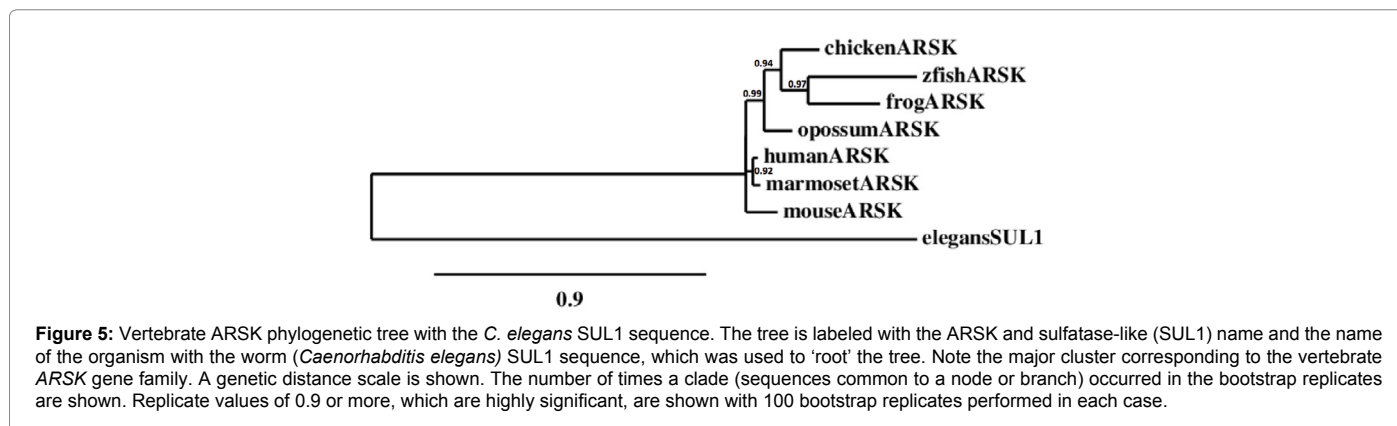 chickenARSK
0.94
zfishARSK
0.97
0.99
frogARSK
opossumARSK
humanARSK
0.92
marmosetARSK
mouseARSK
elegansSUL1
0.9
Figure 5: Vertebrate ARSK phylogenetic tree with the C. elegans SUL1 sequence. The tree is labeled with the ARSK and sulfatase-like (SUL1) name and the name
of the organism with the worm (Caenorhabditis elegans) SUL1 sequence, which was used to ‘root’ the tree. Note the major cluster corresponding to the vertebrate
ARSK gene family. A genetic distance scale is shown. The number of times a clade (sequences common to a node or branch) occurred in the bootstrap replicates
are shown. Replicate values of 0.9 or more, which are highly significant, are shown with 100 bootstrap replicates performed in each case.